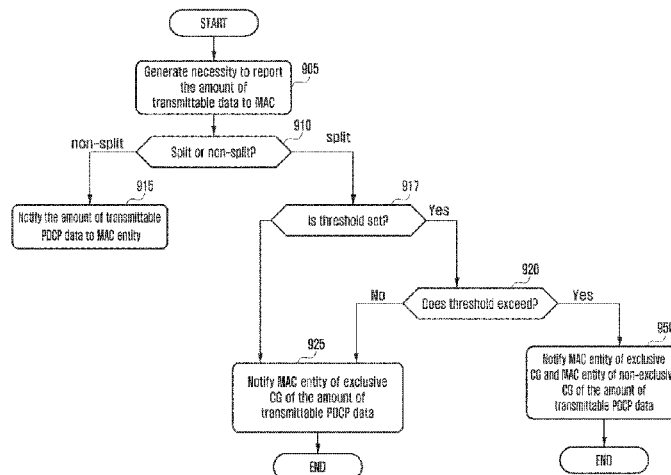 START
Generate necessity to report
the amount of
transmittable data to MAC
905
910
non-split
Split or non-split?
split
915
Notify the amount of transmittable
PDCP data to MAC entity
917
Is threshold set?
Yes
920
No
Does threshold exceed?
Yes
925
Notify MAC entity of exclusive
CG of the amount of
transmittable PDCP data
950
Notify MAC entity of exclusive
CG and MAC entity of non-exclusive
CG of the amount of
transmittable PDCP data
END
END